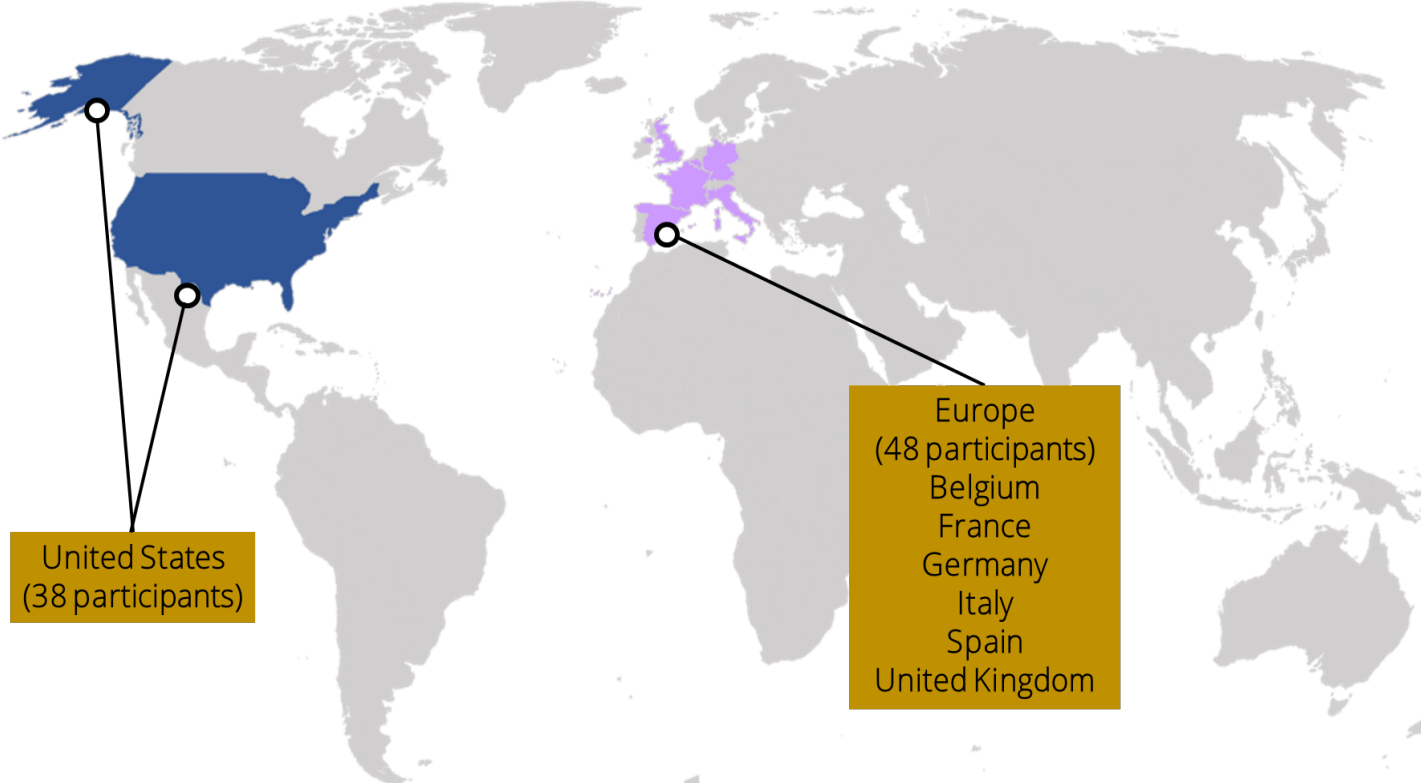 United States
(38 participants)
Europe
(48 participants)
Belgium
France
Germany
Italy
Spain
United Kingdom